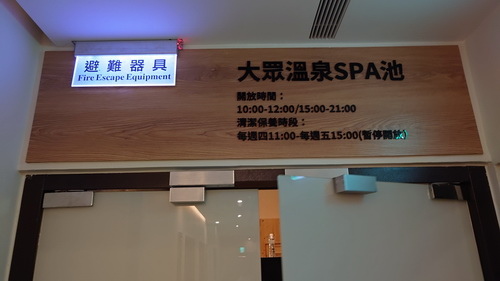 避難器具
Fire Escape Equipment
大眾溫泉SPA池
開放時間：
10:00-12:00/15:00-21:00
清潔保養時段：
每週四11:00-每週五15:00(暫停開放)